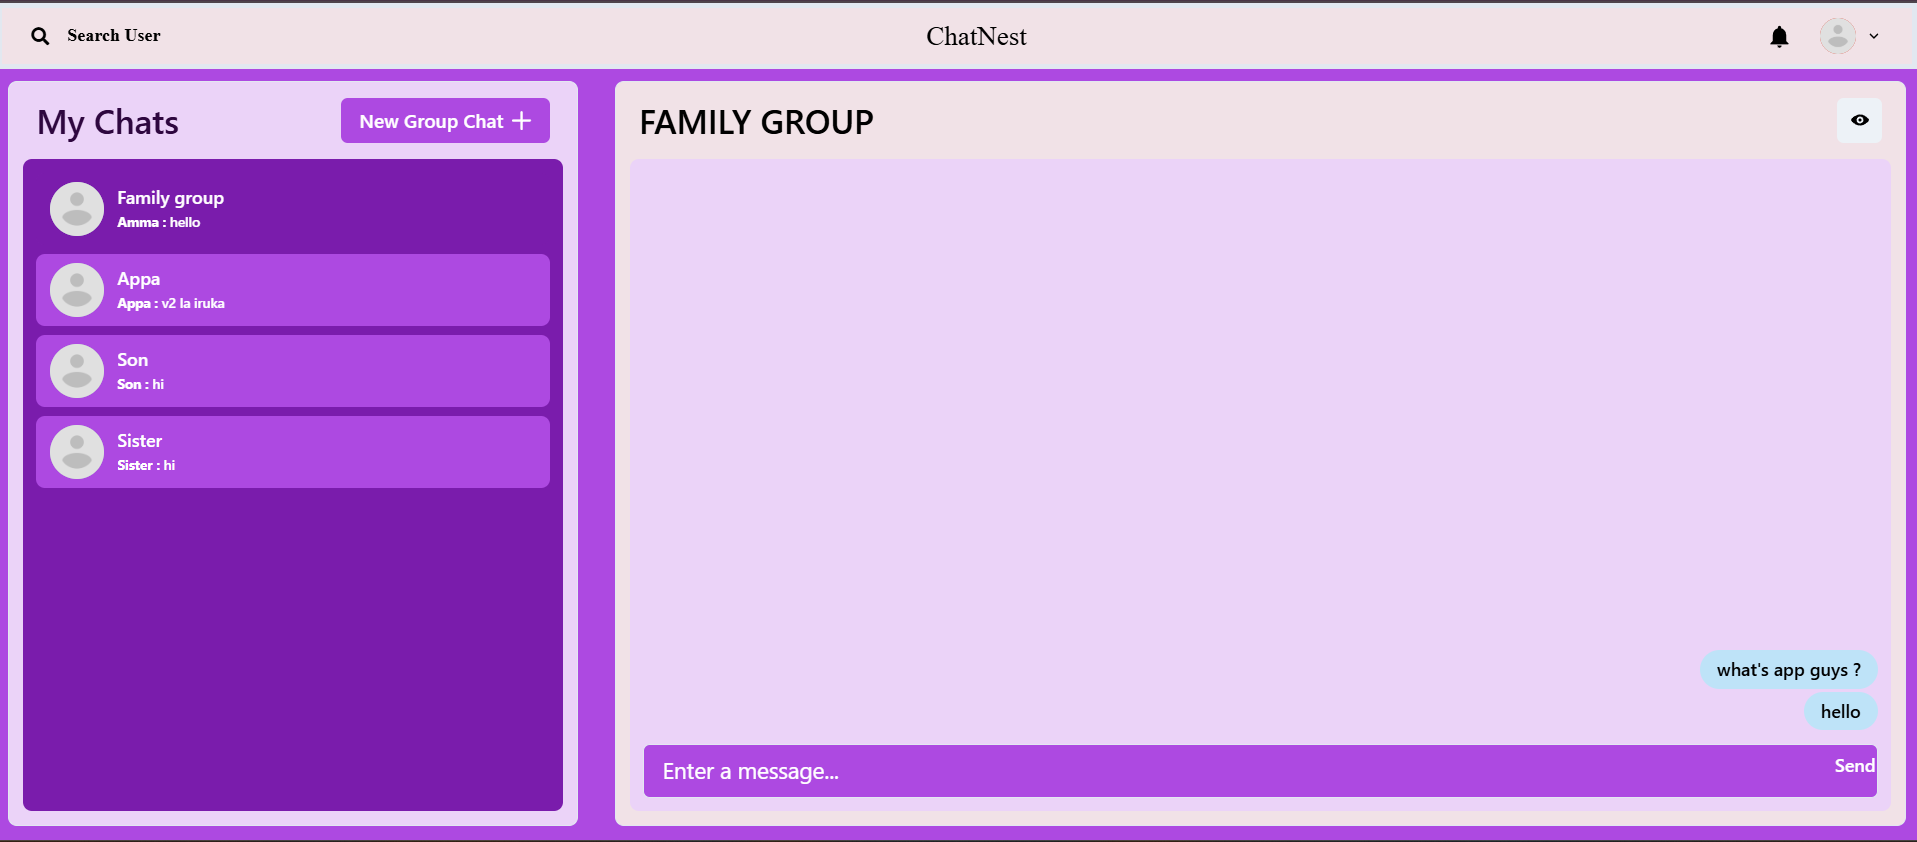 Search User
ChatNest
My Chats
New Group Chat +
Family group
Amma : hello
Appa
Appa : v2 la iruka
Son
Son : hi
Sister
Sister : hi
FAMILY GROUP
what's app guys ?
hello
Enter a message...
Send